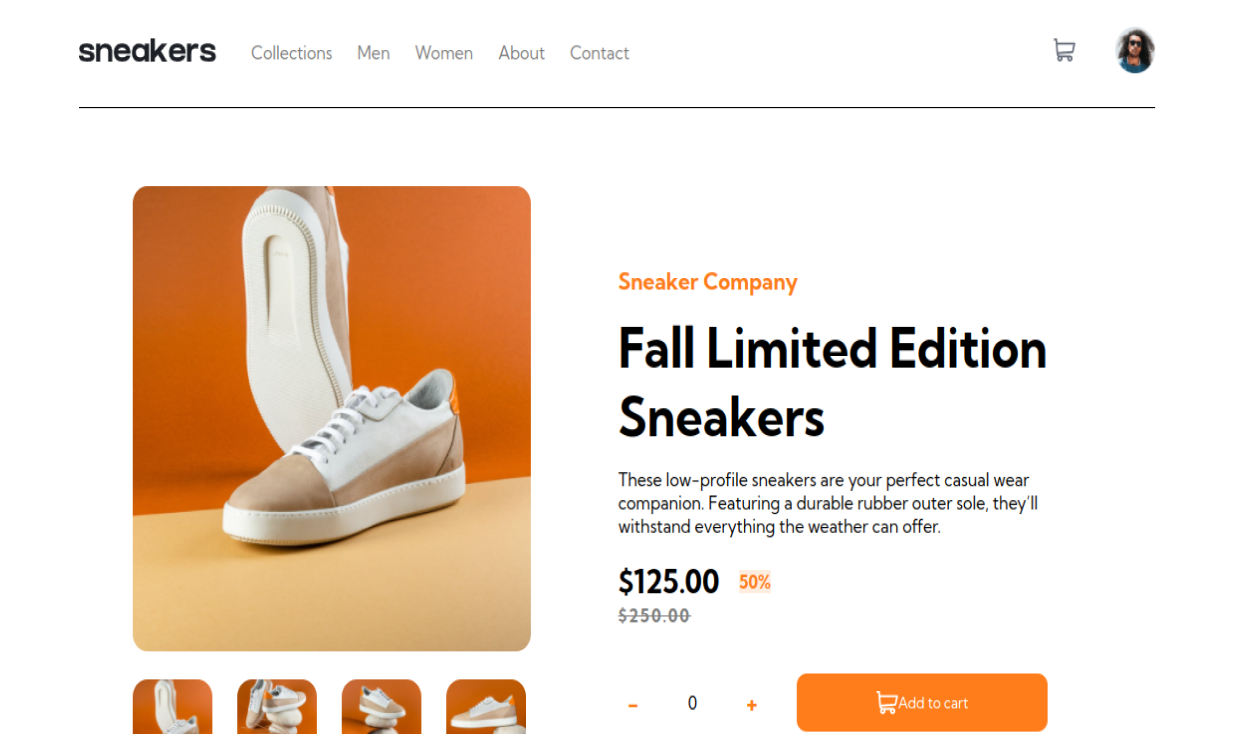 sneakers Collections Men Women About Contact
Sneaker Company
Fall Limited Edition
Sneakers
These low-profile sneakers are your perfect casual wear
companion. Featuring a durable rubber outer sole, they'll
withstand everything the weather can offer.
$125.00 50%
$250.00
- 0 + Add to cart